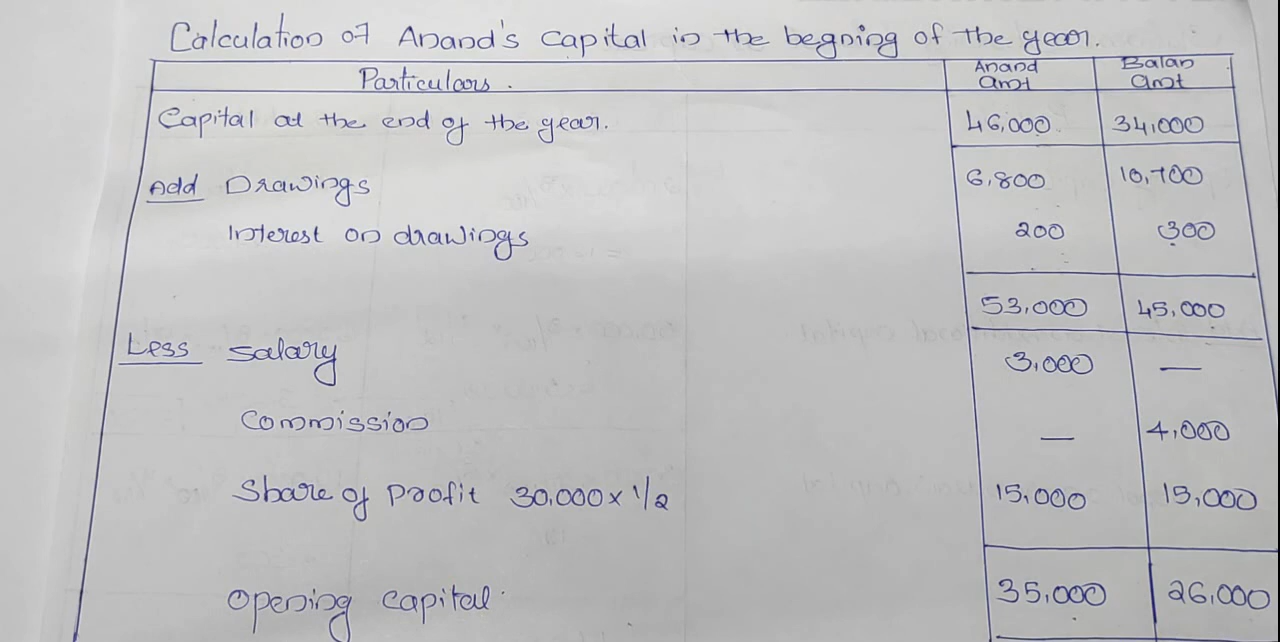 Calculation of Anand's capital in the begning of the year.
Particulars. Anand Amt Balan Amt
Capital at the end of the year. 46,000 34,000
Add Drawings 6,800 10,700
Interest on drawings 200 300
53,000 45,000
Less Salary 3,000 —
Commission — 4,000
Share of Profit 30,000 x 1/2 15,000 15,000
Opening capital. 35,000 26,000